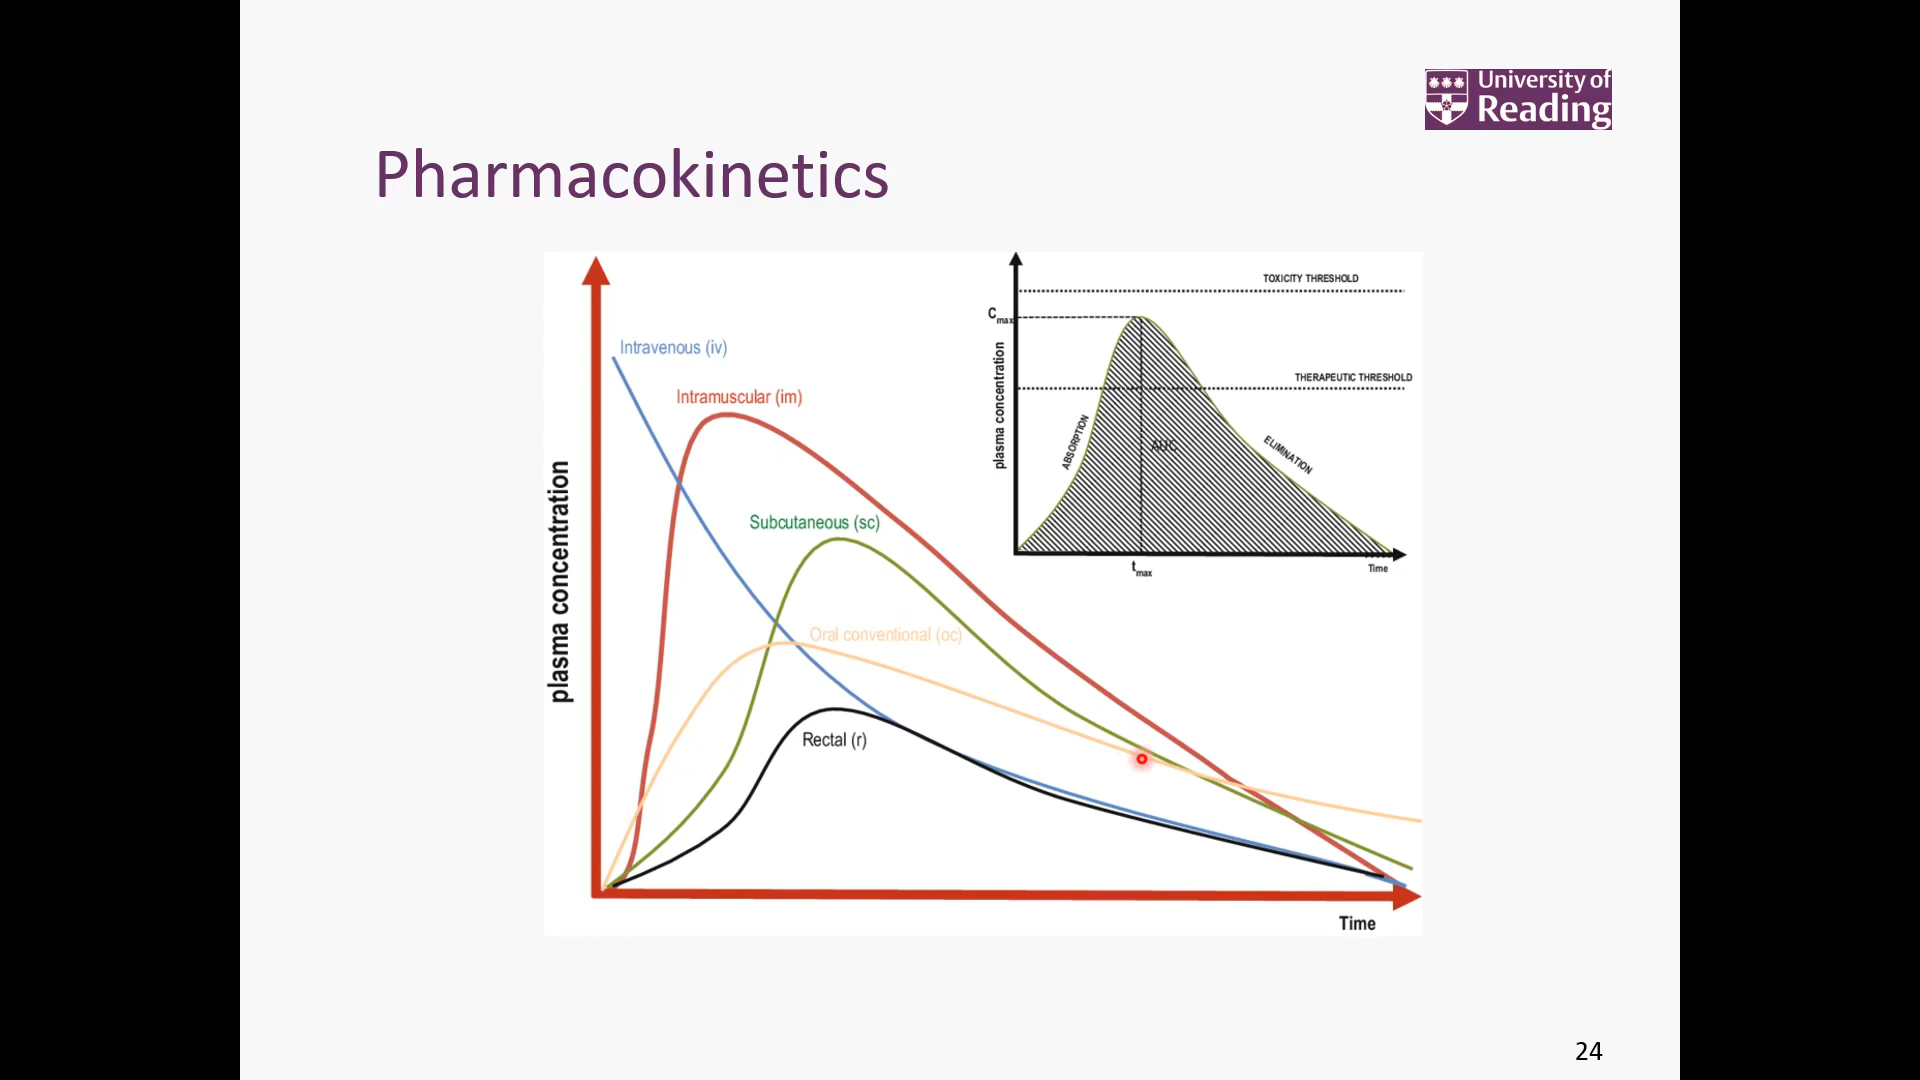 University of
Reading
Pharmacokinetics
plasma concentration
Intravenous (iv)
Intramuscular (im)
Subcutaneous (sc)
Oral conventional (oc)
Rectal (r)
Time
TOXICITY THRESHOLD
Cmax
plasma concentration
THERAPEUTIC THRESHOLD
ABSORPTION
AUC
ELIMINATION
tmax
Time
24